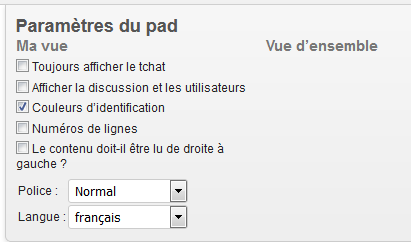 Paramètres du pad
Ma vue
Vue d'ensemble
Toujours afficher le tchat
Afficher la discussion et les utilisateurs
Couleurs d'identification
Numéros de lignes
Le contenu doit-il être lu de droite à
gauche ?
Police : Normal
Langue : français